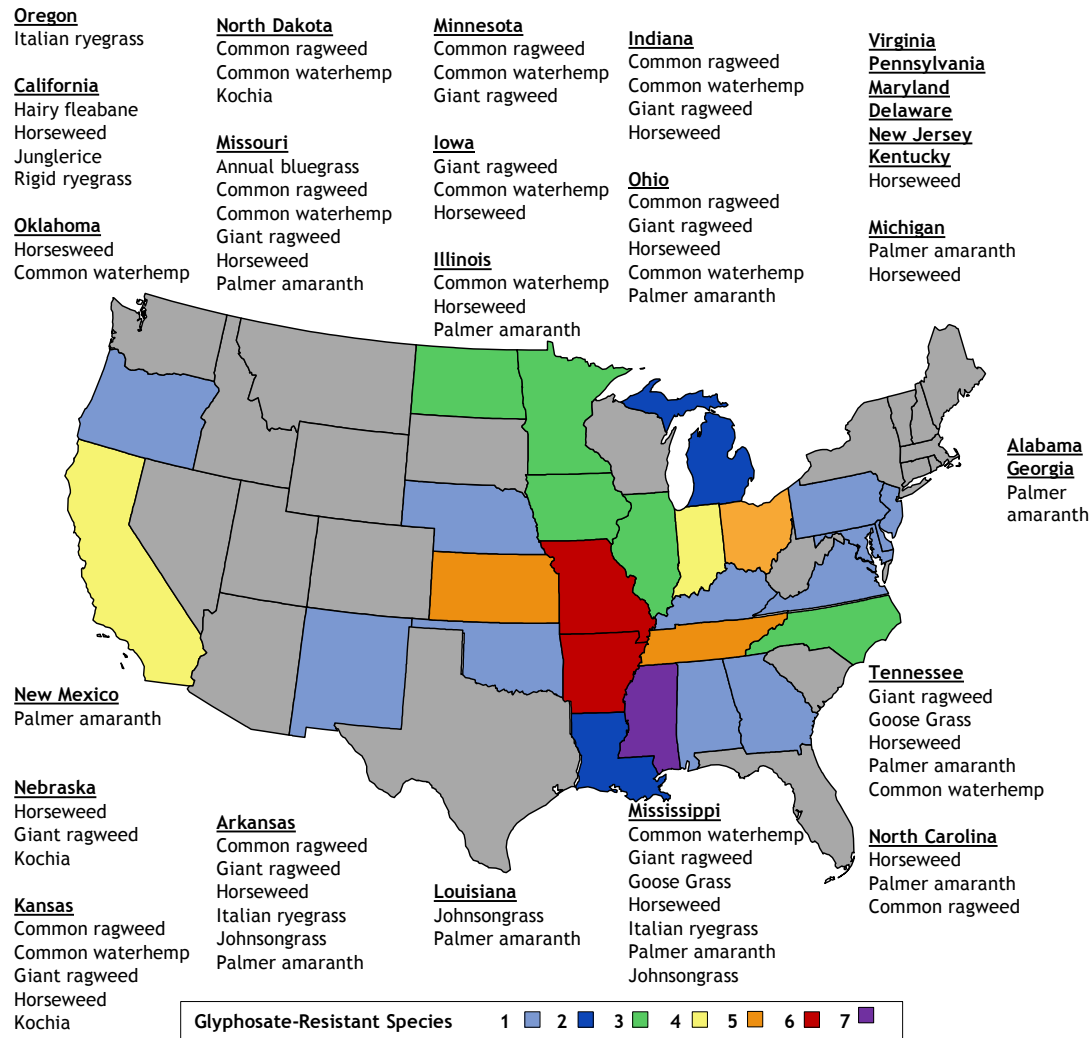 Oregon
Italian ryegrass
California
Hairy fleabane
Horseweed
Junglerice
Rigid ryegrass
Oklahoma
Horsesweed
Common waterhemp
North Dakota
Common ragweed
Common waterhemp
Kochia
Missouri
Annual bluegrass
Common ragweed
Common waterhemp
Giant ragweed
Horseweed
Palmer amaranth
Minnesota
Common ragweed
Common waterhemp
Giant ragweed
Iowa
Giant ragweed
Common waterhemp
Horseweed
Illinois
Common waterhemp
Horseweed
Palmer amaranth
Indiana
Common ragweed
Common waterhemp
Giant ragweed
Horseweed
Ohio
Common ragweed
Giant ragweed
Horseweed
Common waterhemp
Palmer amaranth
Virginia
Pennsylvania
Maryland
Delaware
New Jersey
Kentucky
Horseweed
Michigan
Palmer amaranth
Horseweed
Alabama
Georgia
Palmer
amaranth
New Mexico
Palmer amaranth
Nebraska
Horseweed
Giant ragweed
Kochia
Kansas
Common ragweed
Common waterhemp
Giant ragweed
Horseweed
Kochia
Arkansas
Common ragweed
Giant ragweed
Horseweed
Italian ryegrass
Johnsongrass
Palmer amaranth
Louisiana
Johnsongrass
Palmer amaranth
Mississippi
Common waterhemp
Giant ragweed
Goose Grass
Horseweed
Italian ryegrass
Palmer amaranth
Johnsongrass
Tennessee
Giant ragweed
Goose Grass
Horseweed
Palmer amaranth
Common waterhemp
North Carolina
Horseweed
Palmer amaranth
Common ragweed
Glyphosate-Resistant Species 1 2 3 4 5 6 7